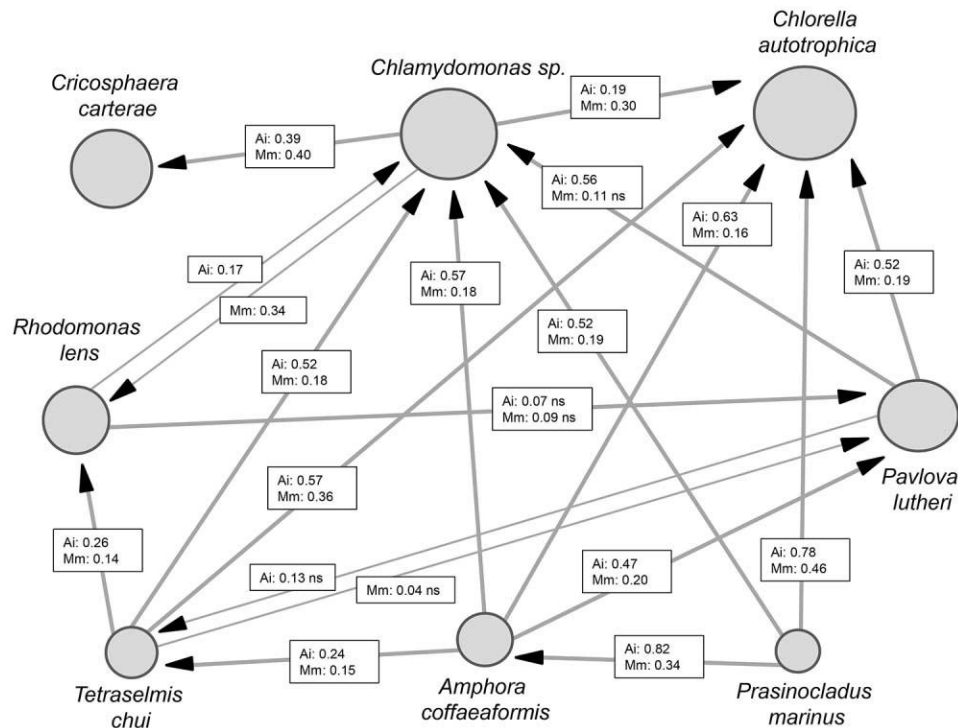 Chlorella
autotrophica
Chlamydomonas sp.
Cricosphaera
carterae
Ai: 0.19
Mm: 0.30
Ai: 0.39
Mm: 0.40
Ai: 0.56
Mm: 0.11 ns
Ai: 0.63
Mm: 0.16
Ai: 0.17
Ai: 0.57
Mm: 0.18
Ai: 0.52
Mm: 0.19
Mm: 0.34
Rhodomonas
lens
Ai: 0.52
Mm: 0.19
Ai: 0.52
Mm: 0.18
Ai: 0.07 ns
Mm: 0.09 ns
Pavlova
lutheri
Ai: 0.57
Mm: 0.36
Ai: 0.26
Mm: 0.14
Ai: 0.13 ns
Mm: 0.04 ns
Ai: 0.47
Mm: 0.20
Ai: 0.78
Mm: 0.46
Ai: 0.24
Mm: 0.15
Ai: 0.82
Mm: 0.34
Tetraselmis
chui
Amphora
coffaeaformis
Prasinocladus
marinus